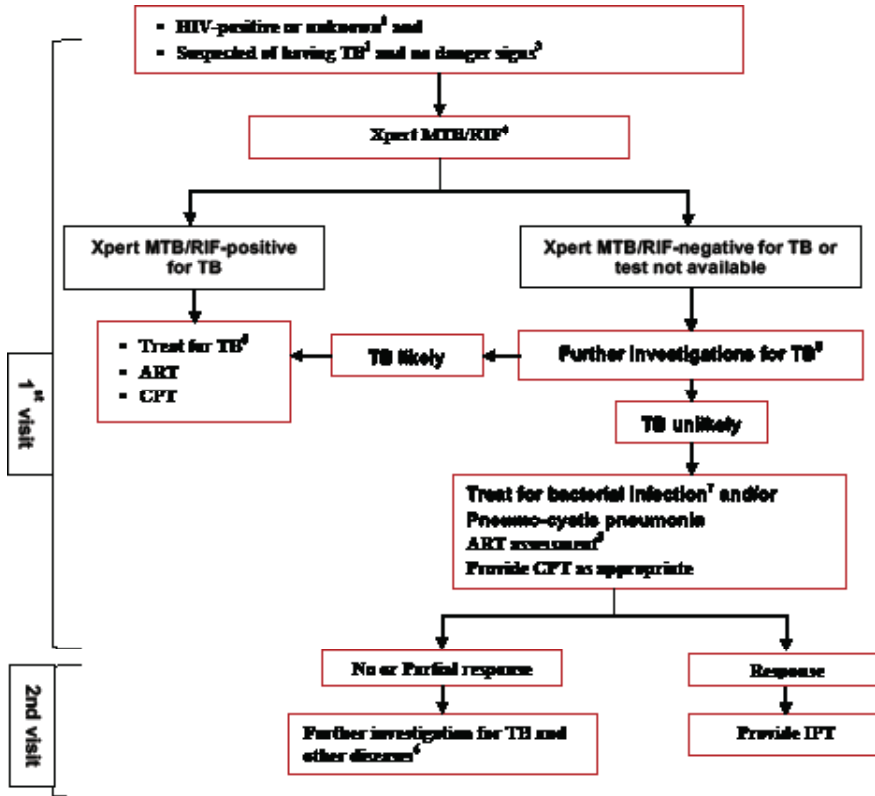 ▪ HIV-positive or unknown¹ and
▪ Suspected of having TB² and no danger signs³
Xpert MTB/RIF⁴
Xpert MTB/RIF-positive
for TB
Xpert MTB/RIF-negative for TB or
test not available
▪ Treat for TB⁵
▪ ART
▪ CPT
TB likely
Further investigations for TB⁶
TB unlikely
Treat for bacterial infection⁷ and/or
Pneumo-cystis pneumonia
ART assessment⁸
Provide CPT as appropriate
1st visit
No or Partial response
Response
Further investigation for TB and
other diseases⁶
Provide IPT
2nd visit